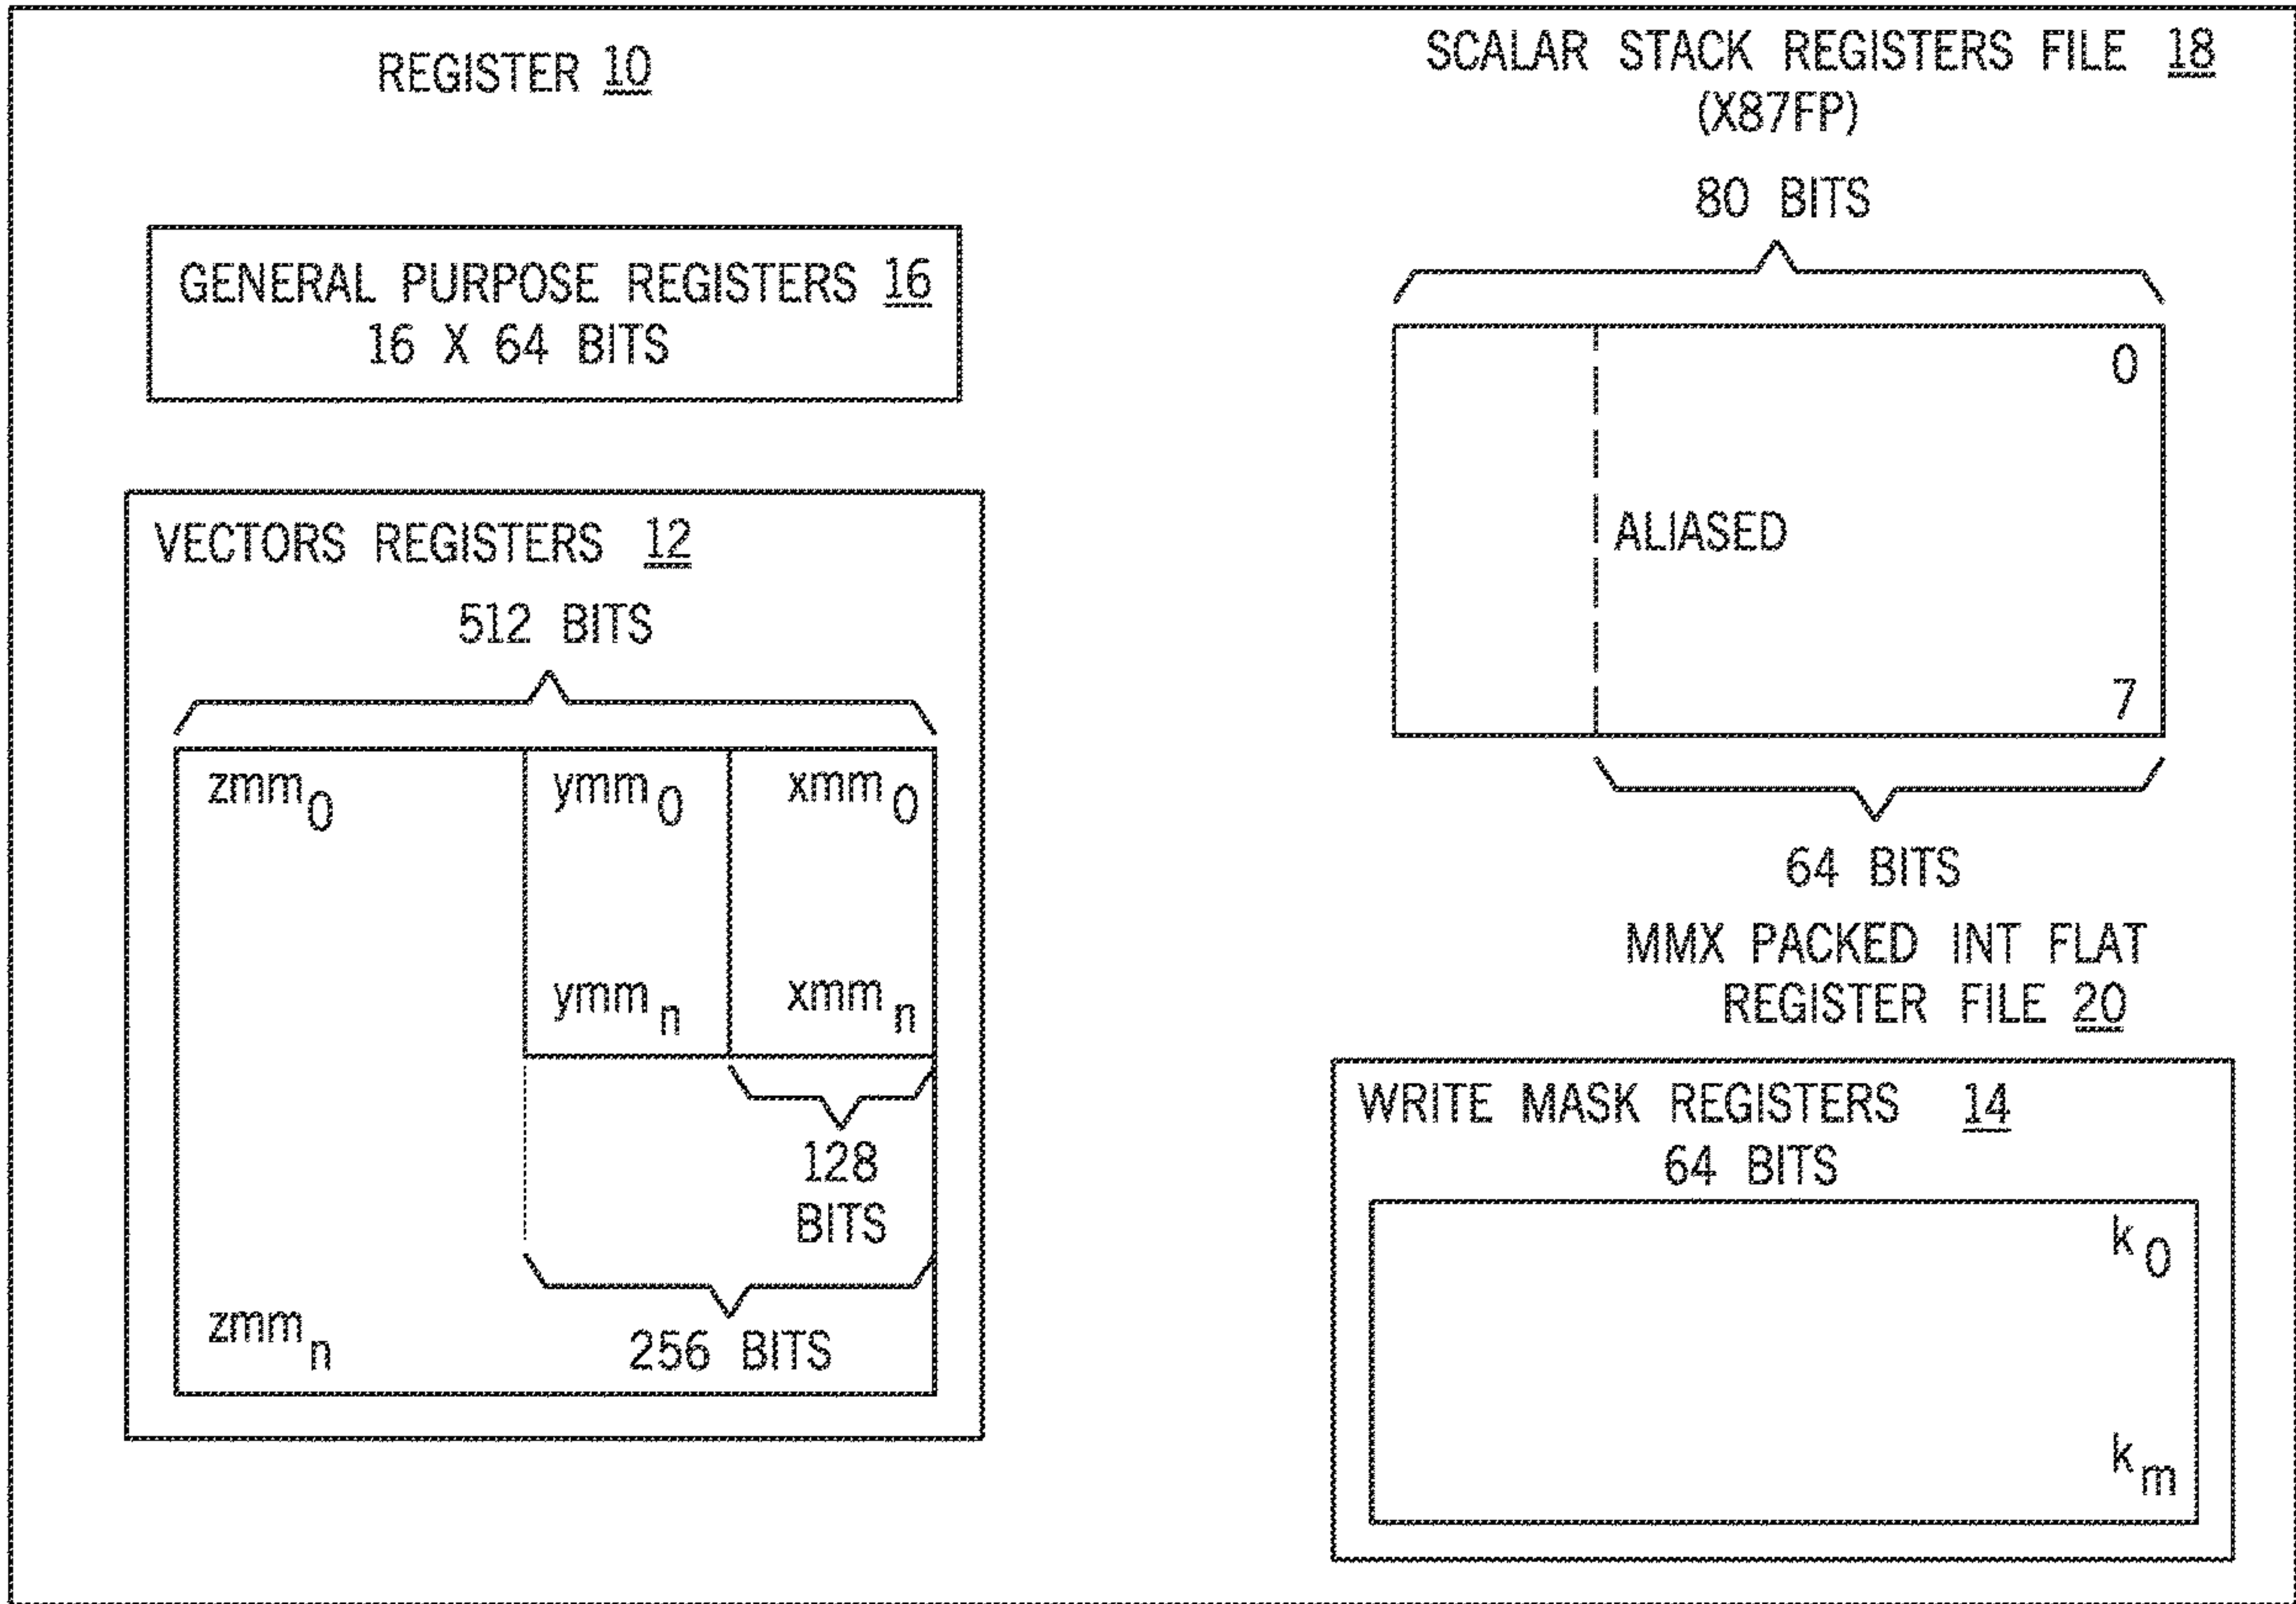 REGISTER 10
GENERAL PURPOSE REGISTERS 16
16 X 64 BITS
VECTORS REGISTERS 12
512 BITS
zmm0 ymm0 xmm0
ymmn xmmn
128
BITS
zmmn
256 BITS
SCALAR STACK REGISTERS FILE 18
(X87FP)
80 BITS
0
ALIASED
7
64 BITS
MMX PACKED INT FLAT
REGISTER FILE 20
WRITE MASK REGISTERS 14
64 BITS
k0
km